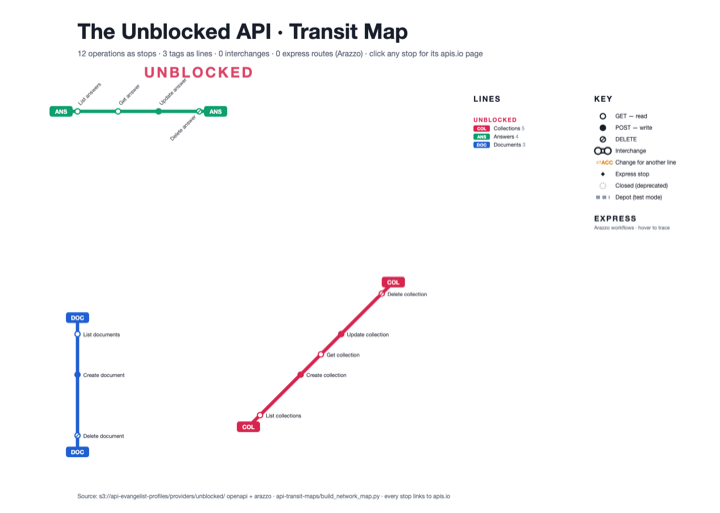 The Unblocked API · Transit Map
12 operations as stops · 3 tags as lines · 0 interchanges · 0 express routes (Arazzo) · click any stop for its apis.io page
UNBLOCKED
List answers
Get answer
Update answer
Delete answer
ANS
ANS
LINES
UNBLOCKED
COL Collections 5
ANS Answers 4
DOC Documents 3
KEY
GET — read
POST — write
DELETE
Interchange
⇄ACC Change for another line
Express stop
Closed (deprecated)
Depot (test mode)
EXPRESS
Arazzo workflows · hover to trace
DOC
List documents
Create document
Delete document
DOC
COL
Delete collection
Update collection
Get collection
Create collection
List collections
COL
Source: s3://api-evangelist-profiles/providers/unblocked/ openapi + arazzo · api-transit-maps/build_network_map.py · every stop links to apis.io